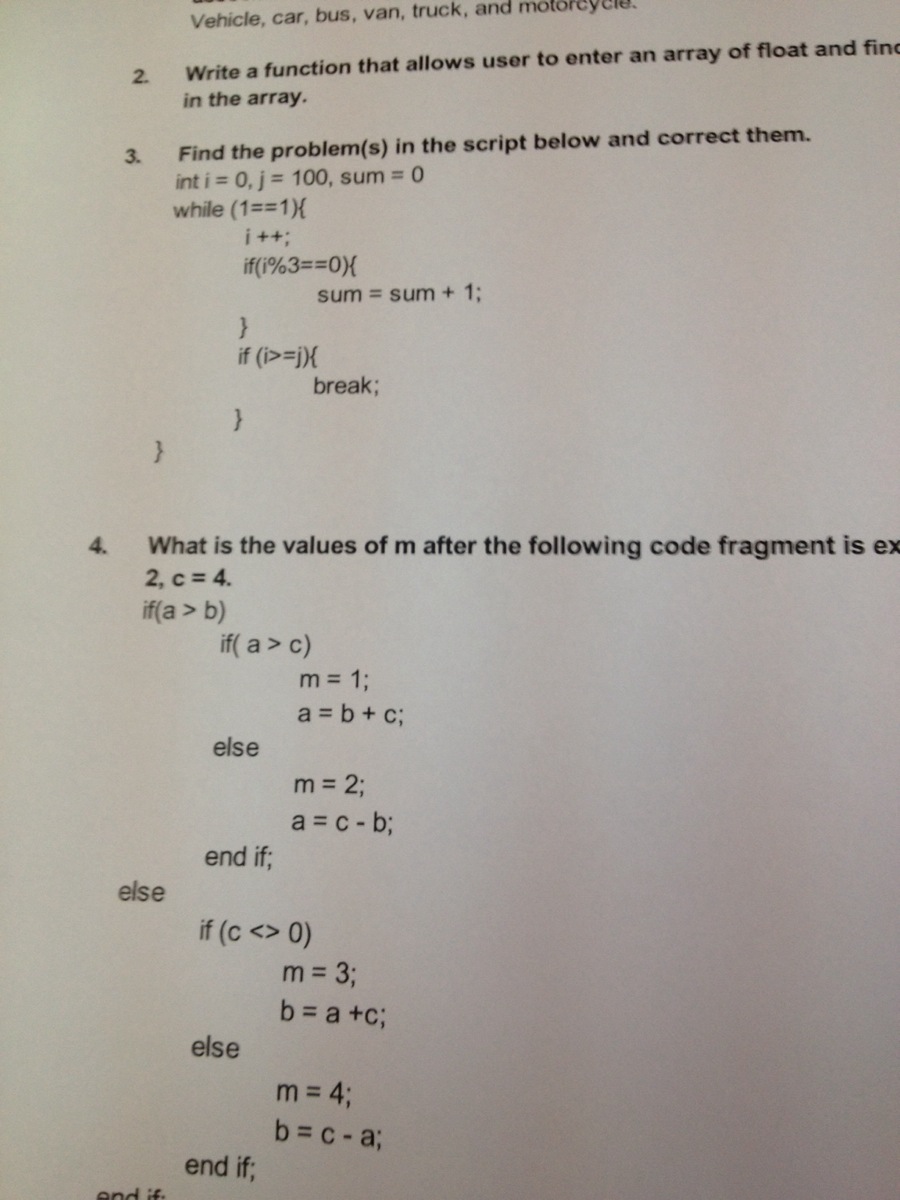 Vehicle, car, bus, van, truck, and motorcycle.
2. Write a function that allows user to enter an array of float and find
in the array.
3. Find the problem(s) in the script below and correct them.
int i = 0, j = 100, sum = 0
while (1==1){
i ++;
if(i%3==0){
sum = sum + 1;
}
if (i>=j){
break;
}
}
4. What is the values of m after the following code fragment is ex
2, c = 4.
if(a > b)
if( a > c)
m = 1;
a = b + c;
else
m = 2;
a = c - b;
end if;
else
if (c <> 0)
m = 3;
b = a +c;
else
m = 4;
b = c - a;
end if;
end if;